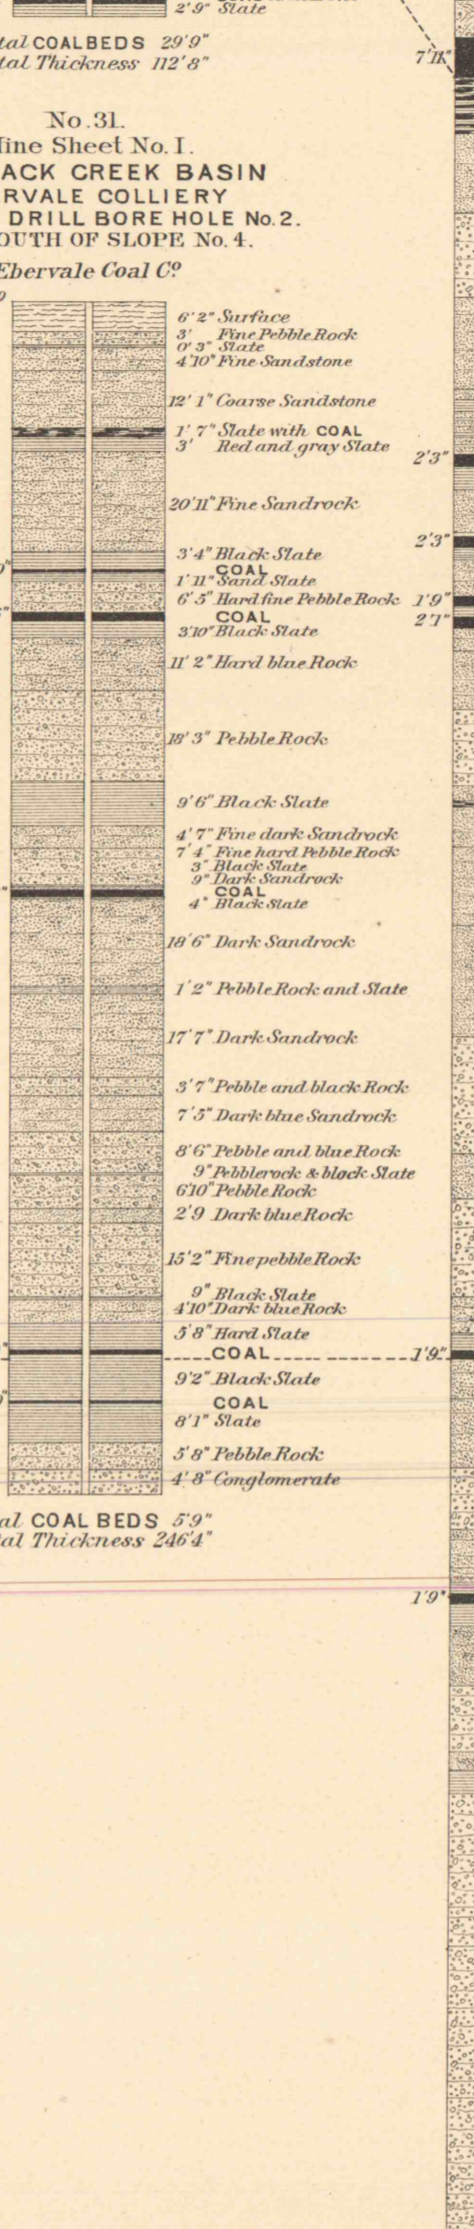 2'9" Slate
tal COAL BEDS 29'9"
tal Thickness 112'8"
7'11"
No. 31.
Mine Sheet No. I.
ACK CREEK BASIN
RVALE COLLIERY
DRILL BORE HOLE No. 2.
OUTH OF SLOPE No. 4.
Ebervale Coal Co
6'2" Surface
3' Fine Pebble Rock
0'3" Slate
4'10" Fine Sandstone
12'1" Coarse Sandstone
1'7" Slate with COAL
3' Red and gray Slate
2'3"
20'11" Fine Sandrock
2'3"
3'4" Black Slate
COAL
1'11" Sand Slate
6'5" Hard fine Pebble Rock
1'9"
COAL
2'7"
3'10" Black Slate
11'2" Hard blue Rock
18'3" Pebble Rock
9'6" Black Slate
4'7" Fine dark Sandrock
7'4" Fine hard Pebble Rock
3" Black Slate
9" Dark Sandrock
COAL
4" Black Slate
18'6" Dark Sandrock
1'2" Pebble Rock and Slate
17'7" Dark Sandrock
3'7" Pebble and black Rock
7'5" Dark blue Sandrock
8'6" Pebble and blue Rock
9" Pebblerock & black Slate
6'10" Pebble Rock
2'9 Dark blue Rock
15'2" Fine pebble Rock
9" Black Slate
4'10" Dark blue Rock
5'8" Hard Slate
COAL
1'9"
9'2" Black Slate
COAL
8'1" Slate
5'8" Pebble Rock
4'8" Conglomerate
al COAL BEDS 5'9"
tal Thickness 246'4"
1'9"